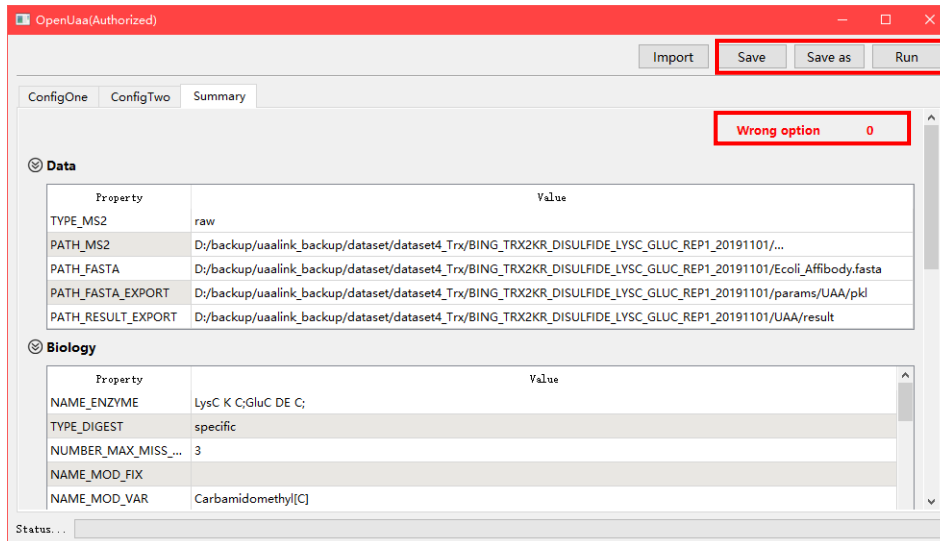 OpenUaa(Authorized)
Import Save Save as Run
ConfigOne ConfigTwo Summary
Wrong option 0
Data
Property Value
TYPE_MS2 raw
PATH_MS2 D:/backup/uaalink_backup/dataset/dataset4_Trx/BING_TRX2KR_DISULFIDE_LYSC_GLUC_REP1_20191101/...
PATH_FASTA D:/backup/uaalink_backup/dataset/dataset4_Trx/BING_TRX2KR_DISULFIDE_LYSC_GLUC_REP1_20191101/Ecoli_Affibody.fasta
PATH_FASTA_EXPORT D:/backup/uaalink_backup/dataset/dataset4_Trx/BING_TRX2KR_DISULFIDE_LYSC_GLUC_REP1_20191101/params/UAA/pkl
PATH_RESULT_EXPORT D:/backup/uaalink_backup/dataset/dataset4_Trx/BING_TRX2KR_DISULFIDE_LYSC_GLUC_REP1_20191101/UAA/result
Biology
Property Value
NAME_ENZYME LysC K C;GluC DE C;
TYPE_DIGEST specific
NUMBER_MAX_MISS_... 3
NAME_MOD_FIX
NAME_MOD_VAR Carbamidomethyl[C]
Status...